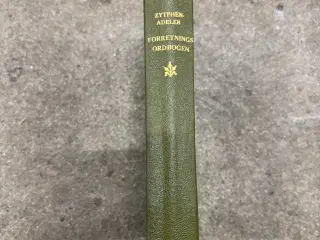 ZYTPHEN-
ADELER
FORRETNINGS
ORDBOGEN